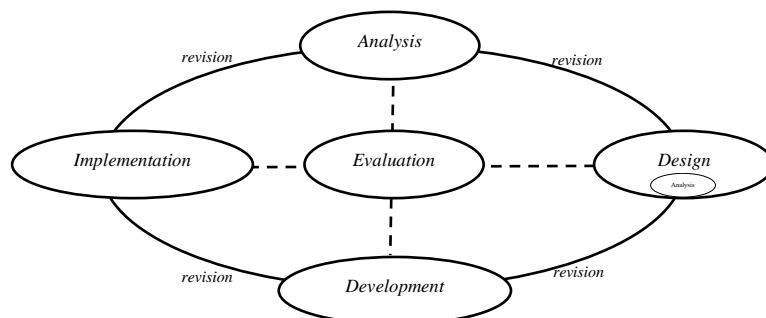 Analysis
revision
revision
Implementation
Evaluation
Design
Analysis
revision
revision
Development